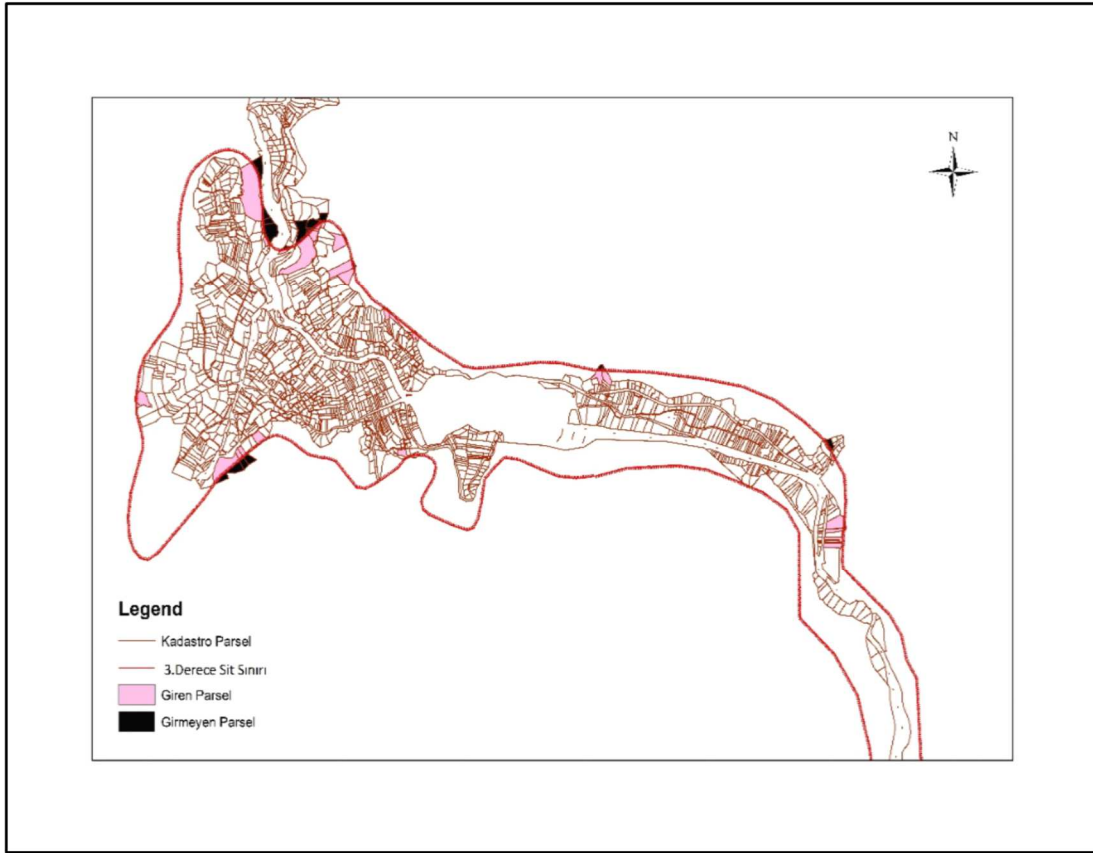 N
Legend
Kadastro Parsel
3.Derece Sit Sınırı
Giren Parsel
Girmeyen Parsel